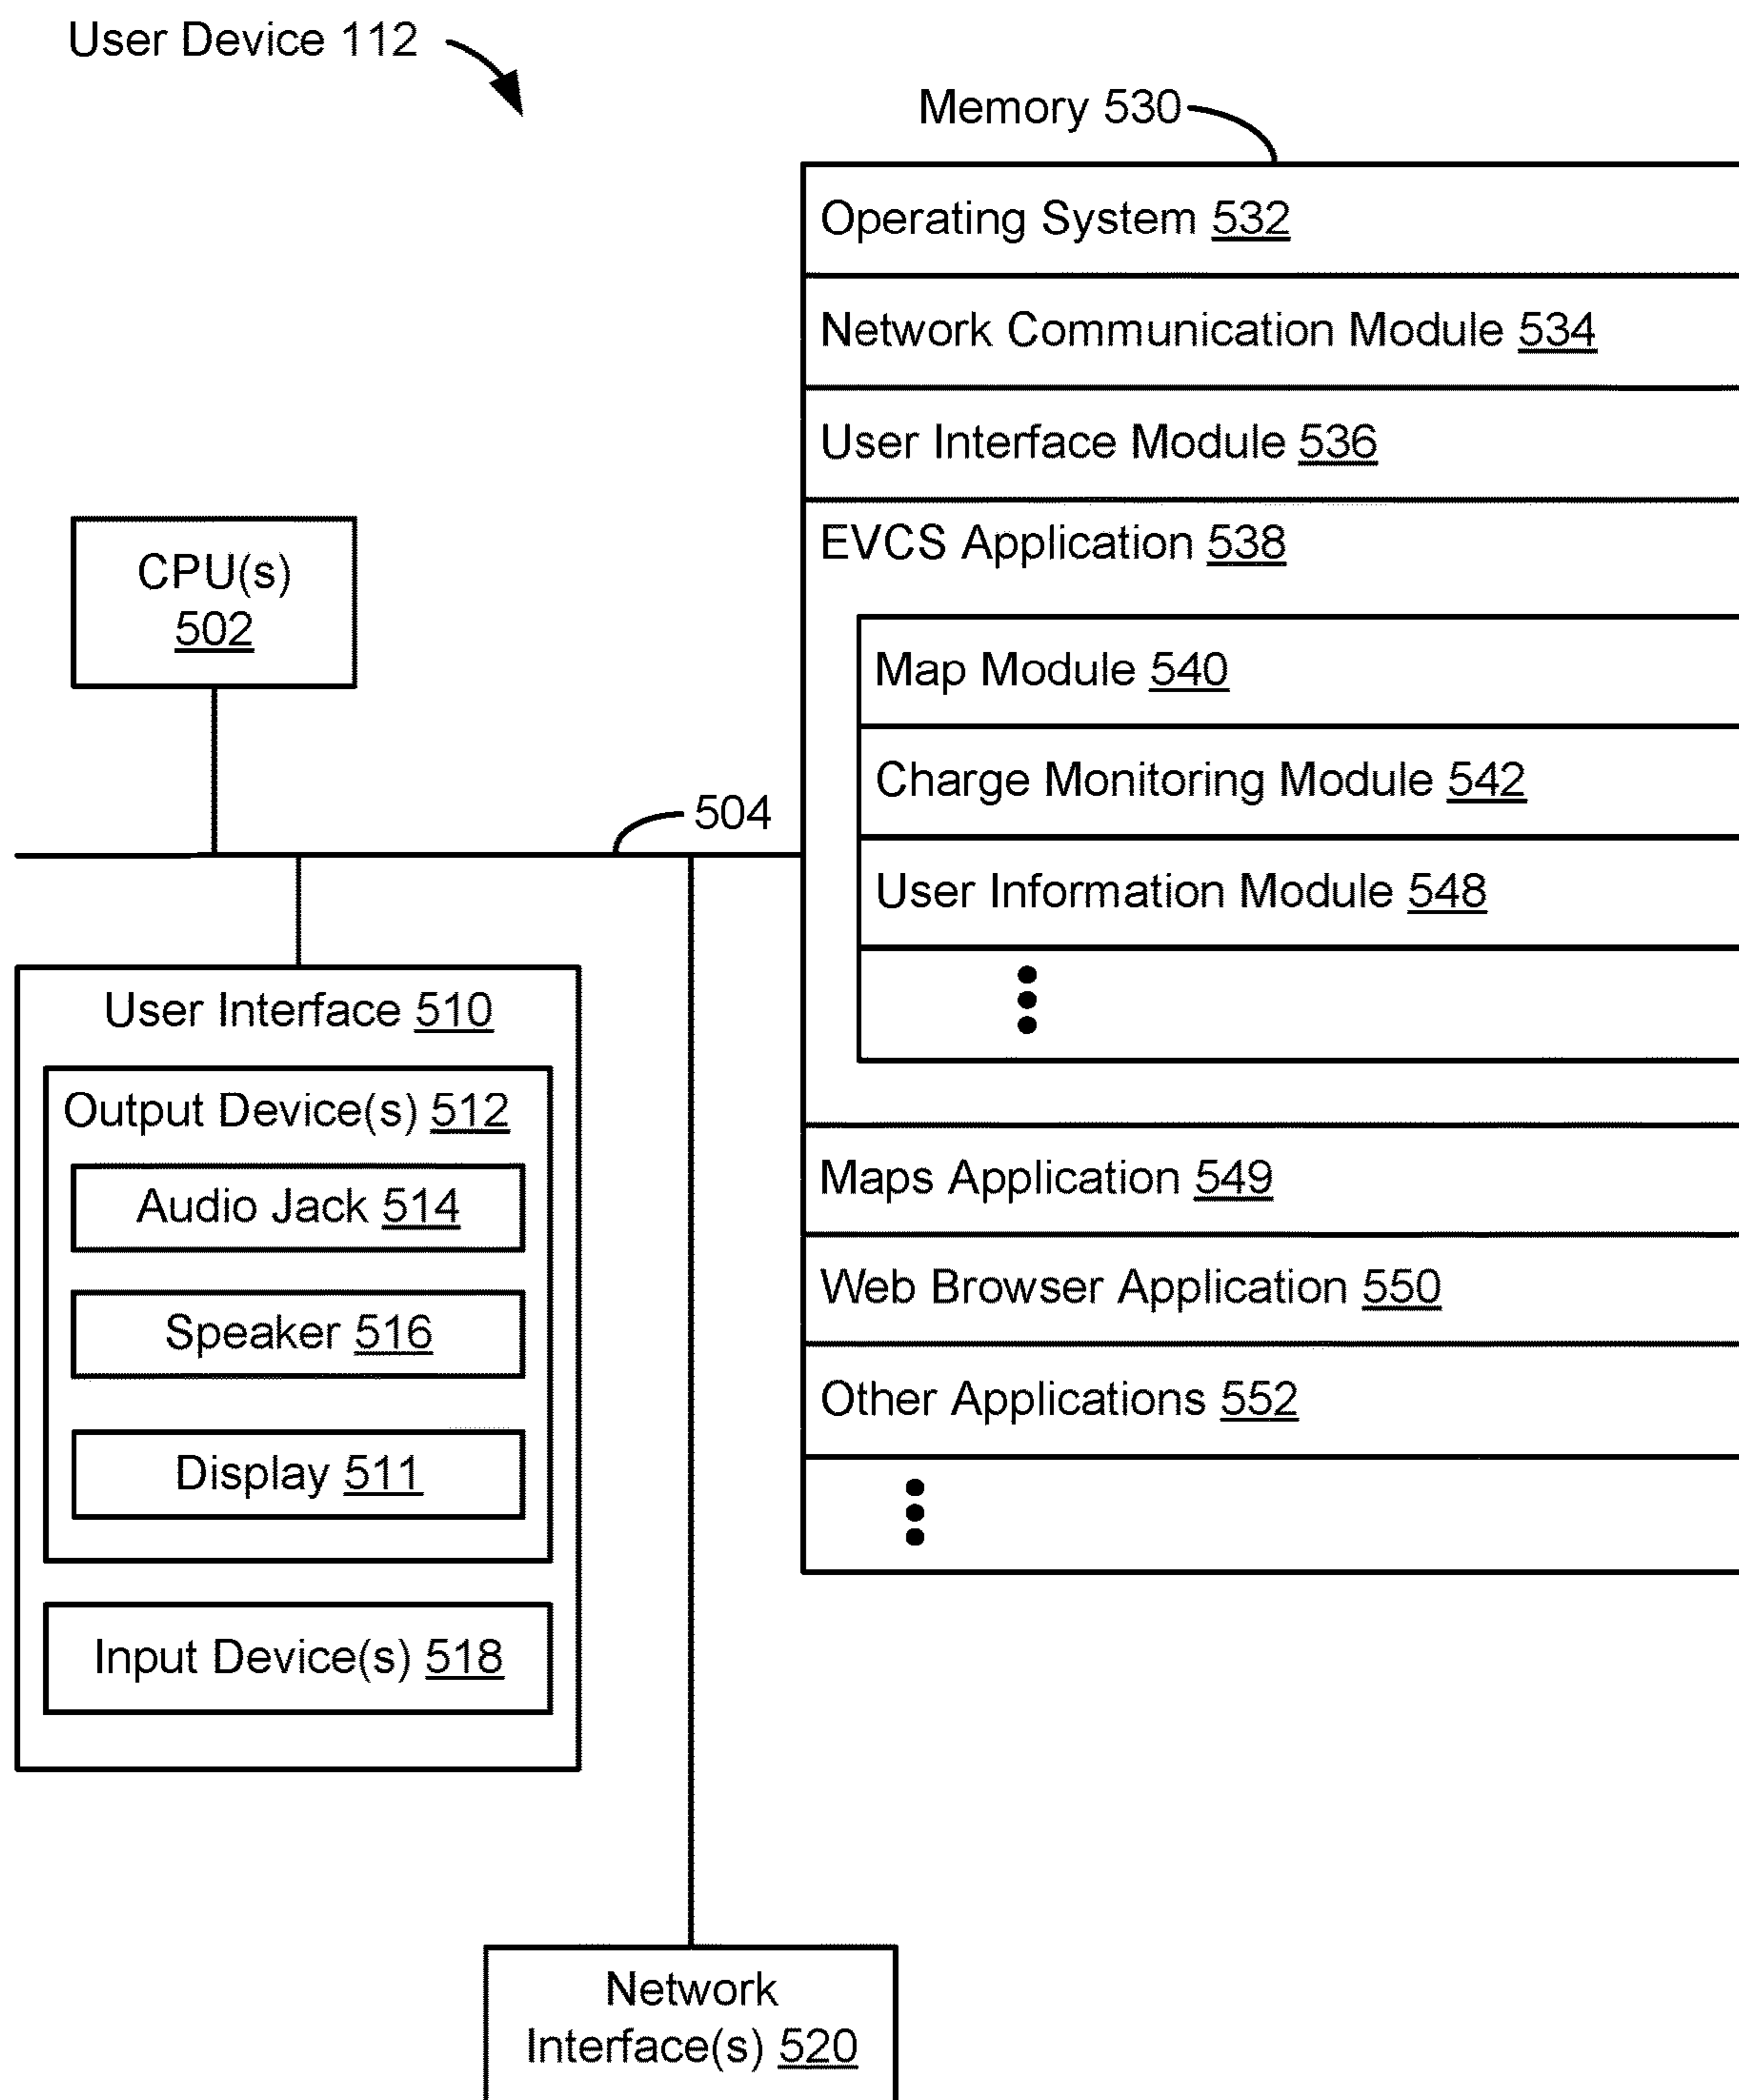 User Device 112
Memory 530
Operating System 532
Network Communication Module 534
User Interface Module 536
EVCS Application 538
Map Module 540
Charge Monitoring Module 542
User Information Module 548
Maps Application 549
Web Browser Application 550
Other Applications 552
CPU(s)
502
504
User Interface 510
Output Device(s) 512
Audio Jack 514
Speaker 516
Display 511
Input Device(s) 518
Network
Interface(s) 520